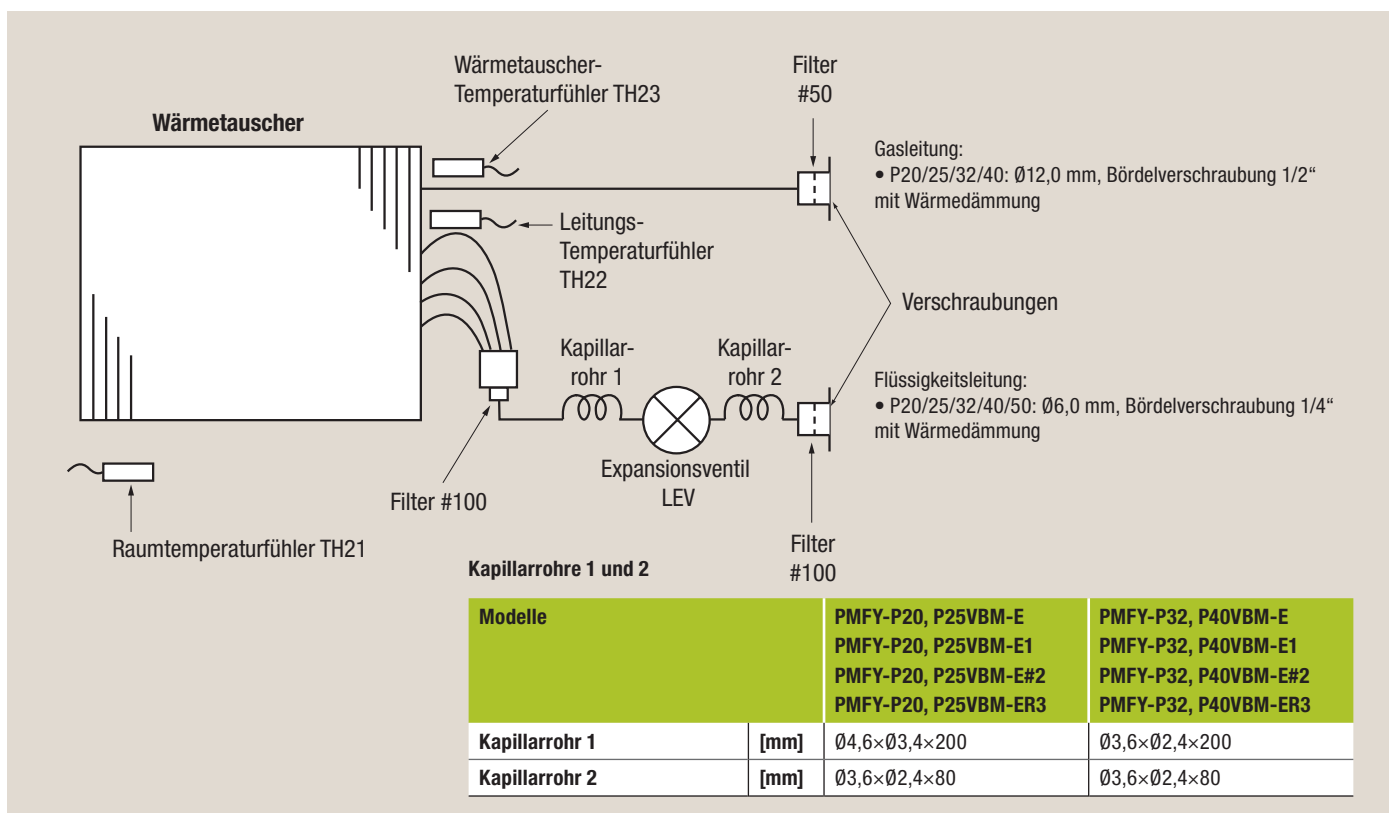 Wärmetauscher-
Temperaturfühler TH23
Filter
#50
Wärmetauscher
Gasleitung:
• P20/25/32/40: Ø12,0 mm, Bördelverschraubung 1/2“
mit Wärmedämmung
Leitungs-
Temperaturfühler
TH22
Verschraubungen
Kapillar-
rohr 1
Kapillar-
rohr 2
Flüssigkeitsleitung:
• P20/25/32/40/50: Ø6,0 mm, Bördelverschraubung 1/4“
mit Wärmedämmung
Expansionsventil
LEV
Filter #100
Raumtemperaturfühler TH21
Filter
#100
Kapillarrohre 1 und 2
Modelle
PMFY-P20, P25VBM-E
PMFY-P20, P25VBM-E1
PMFY-P20, P25VBM-E#2
PMFY-P20, P25VBM-ER3
PMFY-P32, P40VBM-E
PMFY-P32, P40VBM-E1
PMFY-P32, P40VBM-E#2
PMFY-P32, P40VBM-ER3
Kapillarrohr 1 [mm] Ø4,6×Ø3,4×200 Ø3,6×Ø2,4×200
Kapillarrohr 2 [mm] Ø3,6×Ø2,4×80 Ø3,6×Ø2,4×80